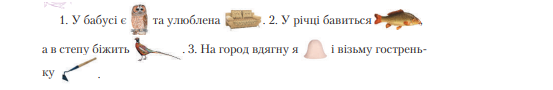 1. У бабусі є та улюблена . 2. У річці бавиться ,
а в степу біжить . 3. На город вдягну я і візьму гострень-
ку .